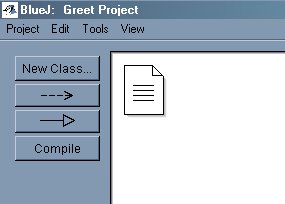 BlueJ: Greet Project
Project Edit Tools View
New Class...
Compile